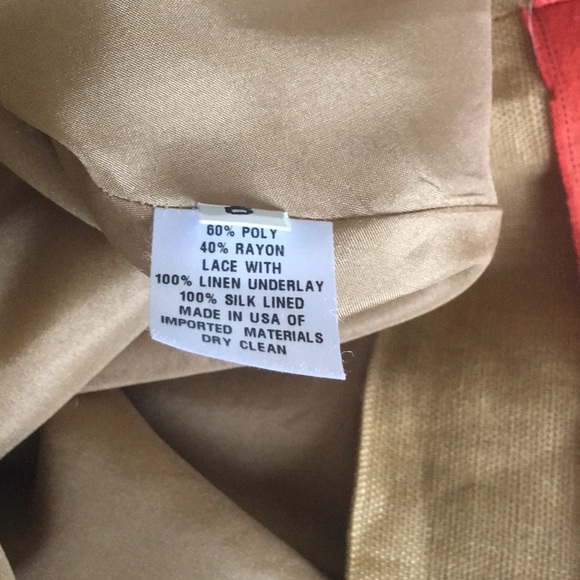 0
60% POLY
40% RAYON
LACE WITH
100% LINEN UNDERLAY
100% SILK LINED
MADE IN USA OF
IMPORTED MATERIALS
DRY CLEAN